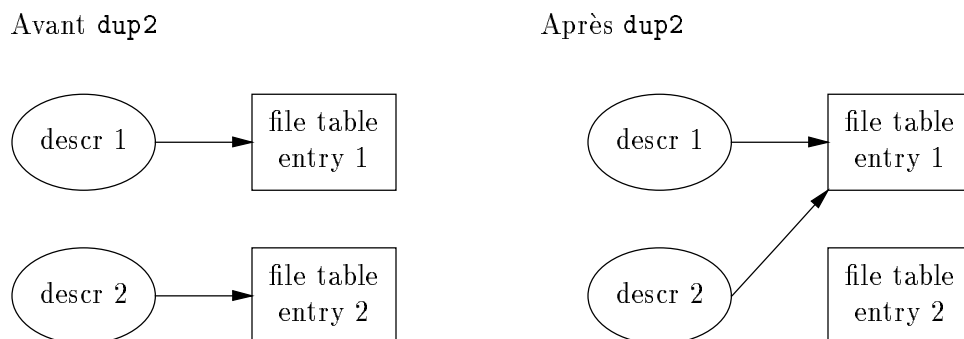 Avant dup2
Après dup2
descr 1
file table
entry 1
descr 1
file table
entry 1
descr 2
file table
entry 2
descr 2
file table
entry 2